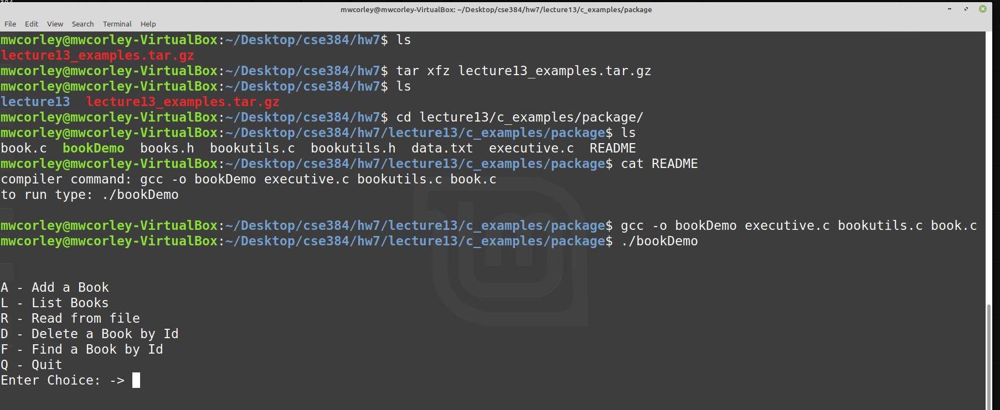 mwcorley@mwcorley-VirtualBox: ~/Desktop/cse384/hw7/lecture13/c_examples/package
File Edit View Search Terminal Help
mwcorley@mwcorley-VirtualBox:~/Desktop/cse384/hw7$ ls
lecture13_examples.tar.gz
mwcorley@mwcorley-VirtualBox:~/Desktop/cse384/hw7$ tar xfz lecture13_examples.tar.gz
mwcorley@mwcorley-VirtualBox:~/Desktop/cse384/hw7$ ls
lecture13  lecture13_examples.tar.gz
mwcorley@mwcorley-VirtualBox:~/Desktop/cse384/hw7$ cd lecture13/c_examples/package/
mwcorley@mwcorley-VirtualBox:~/Desktop/cse384/hw7/lecture13/c_examples/package$ ls
book.c  bookDemo  books.h  bookutils.c  bookutils.h  data.txt  executive.c  README
mwcorley@mwcorley-VirtualBox:~/Desktop/cse384/hw7/lecture13/c_examples/package$ cat README
compiler command: gcc -o bookDemo executive.c bookutils.c book.c
to run type: ./bookDemo
mwcorley@mwcorley-VirtualBox:~/Desktop/cse384/hw7/lecture13/c_examples/package$ gcc -o bookDemo executive.c bookutils.c book.c
mwcorley@mwcorley-VirtualBox:~/Desktop/cse384/hw7/lecture13/c_examples/package$ ./bookDemo
A - Add a Book
L - List Books
R - Read from file
D - Delete a Book by Id
F - Find a Book by Id
Q - Quit
Enter Choice: ->